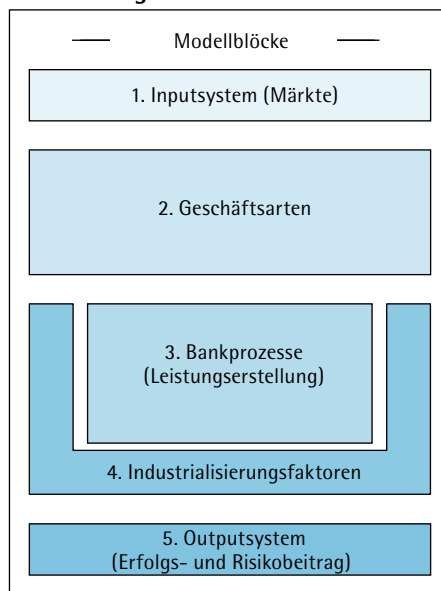 Modellblöcke
1. Inputsystem (Märkte)
2. Geschäftsarten
3. Bankprozesse
(Leistungserstellung)
4. Industrialisierungsfaktoren
5. Outputsystem
(Erfolgs- und Risikobeitrag)